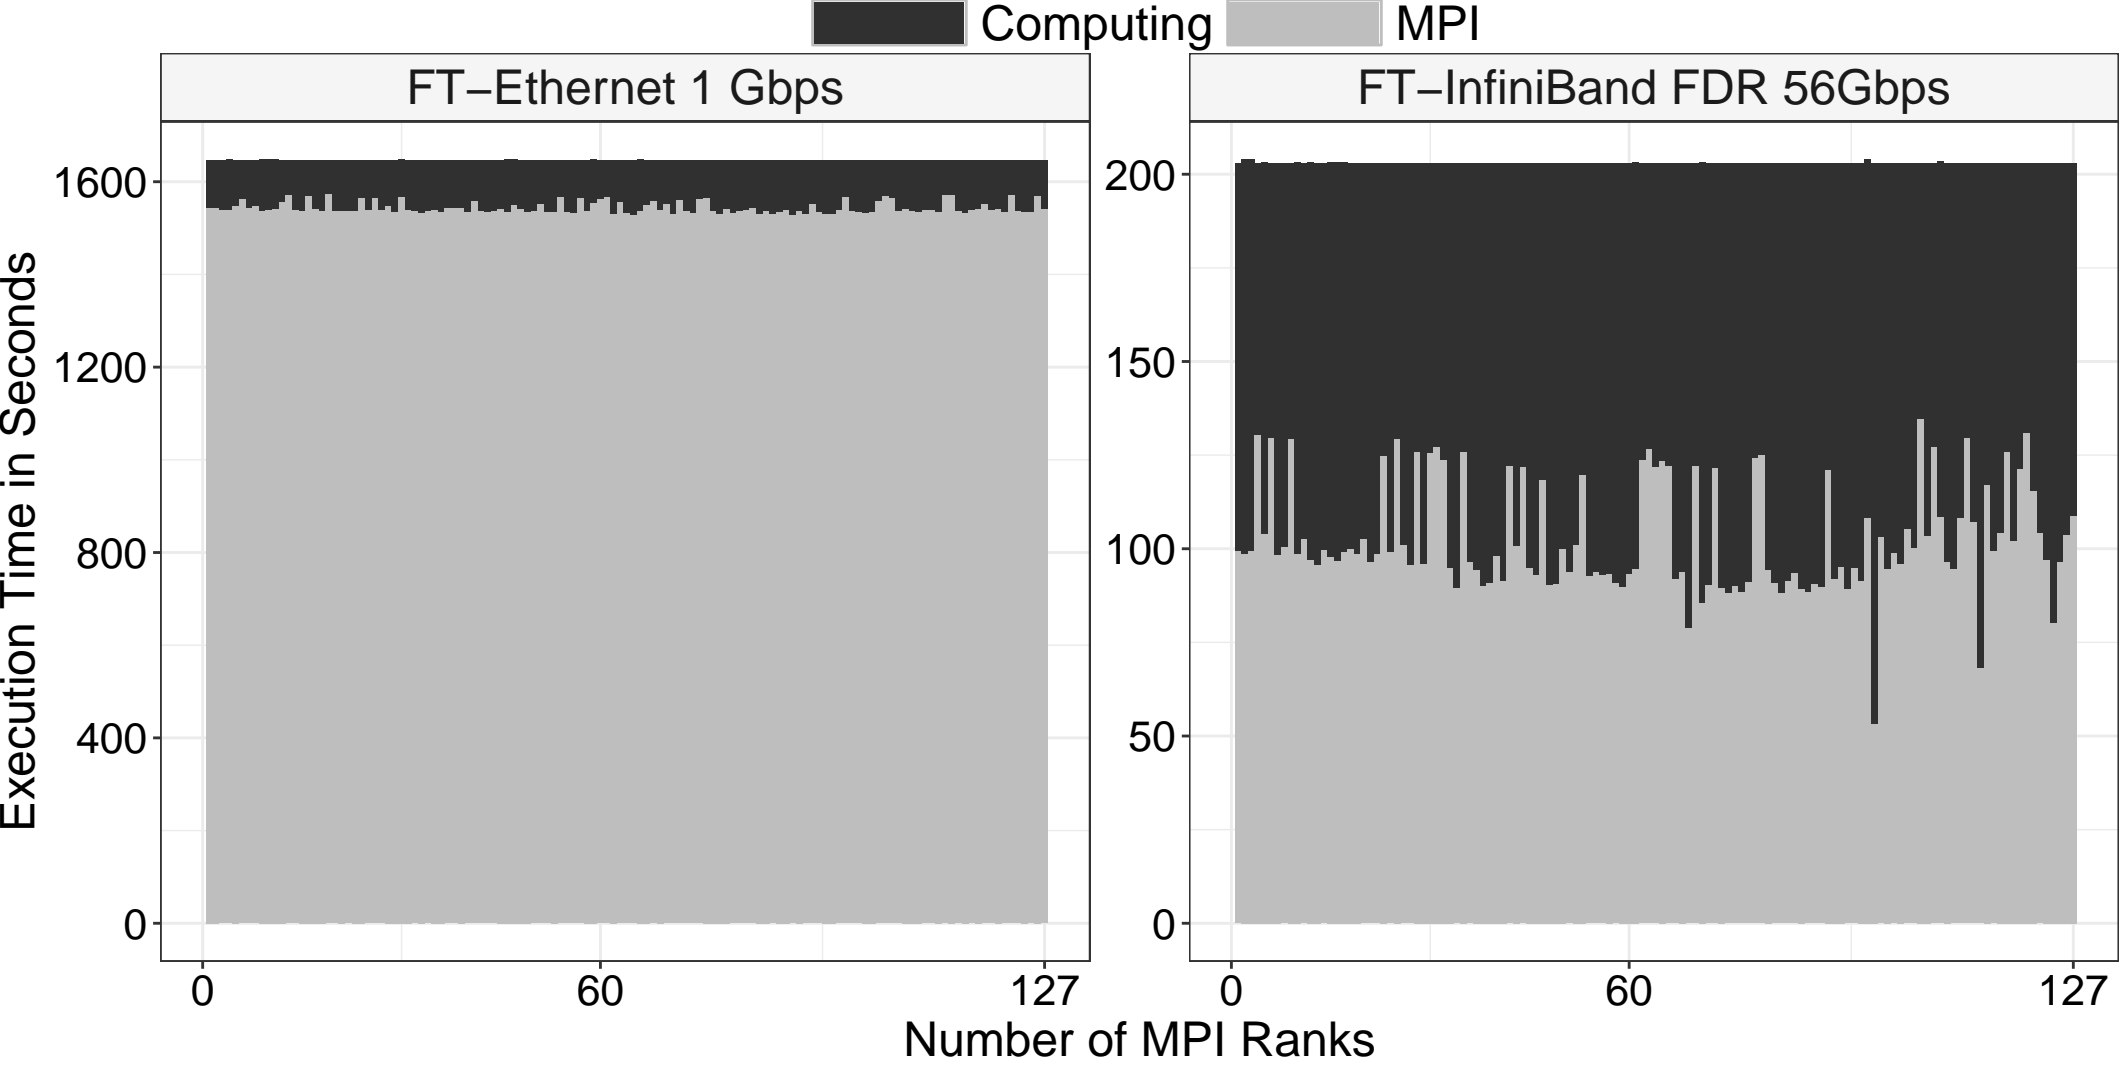 Computing MPI
FT–Ethernet 1 Gbps
FT–InfiniBand FDR 56Gbps
Execution Time in Seconds
1600
1200
800
400
0
200
150
100
50
0
0 60 127
0 60 127
Number of MPI Ranks